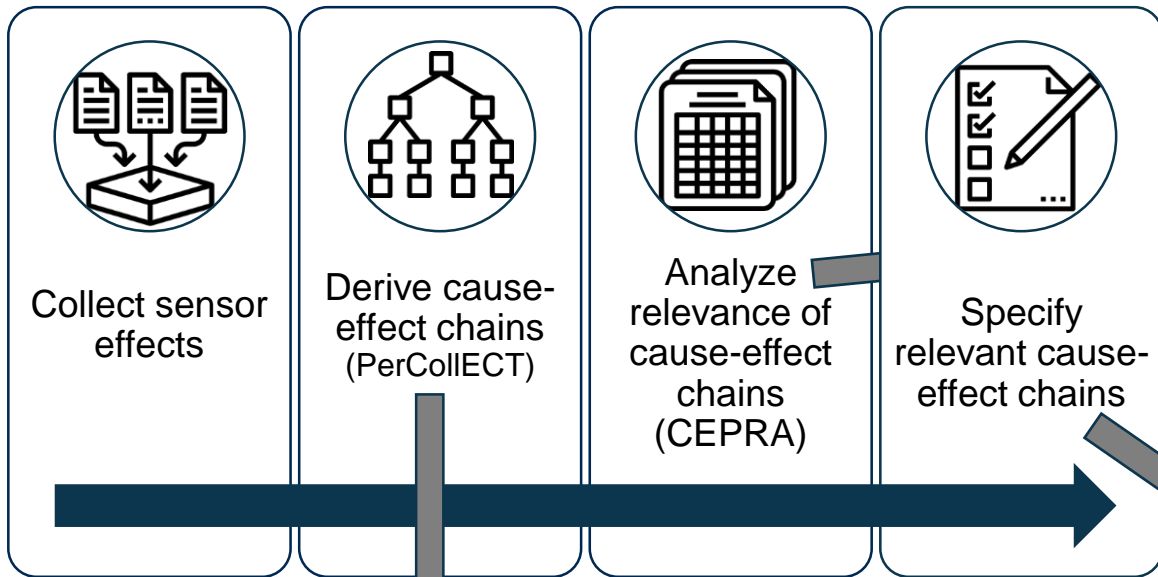 Collect sensor
effects
Derive cause-
effect chains
(PerCollECT)
Analyze
relevance of
cause-effect
chains
(CEPRA)
Specify
relevant cause-
effect chains